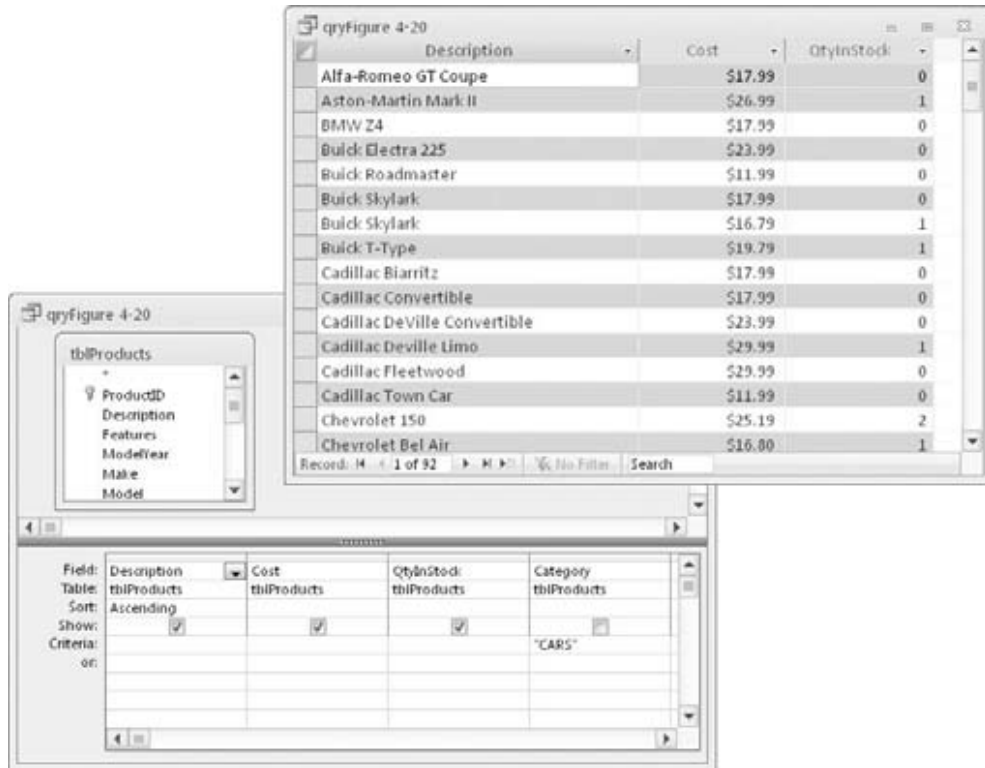 qryFigure 4-20
Description Cost QtyInStock
Alfa-Romeo GT Coupe $17.99 0
Aston-Martin Mark II $26.99 1
BMW Z4 $17.99 0
Buick Electra 225 $23.99 0
Buick Roadmaster $11.99 0
Buick Skylark $17.99 0
Buick Skylark $16.79 1
Buick T-Type $19.79 1
Cadillac Biarritz $17.99 0
Cadillac Convertible $17.99 0
Cadillac DeVille Convertible $23.99 0
Cadillac Deville Limo $29.99 1
Cadillac Fleetwood $29.99 0
Cadillac Town Car $11.99 0
Chevrolet 150 $25.19 2
Chevrolet Bel Air $16.80 1
Record: 1 of 92 No Filter Search
qryFigure 4-20
tblProducts
*
ProductID
Description
Features
ModelYear
Make
Model
Field: Description Cost QtyInStock Category
Table: tblProducts tblProducts tblProducts tblProducts
Sort: Ascending
Show:
Criteria: "CARS"
or: